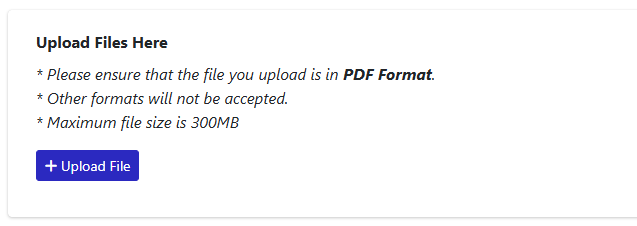 Upload Files Here
* Please ensure that the file you upload is in PDF Format.
* Other formats will not be accepted.
* Maximum file size is 300MB
+ Upload File